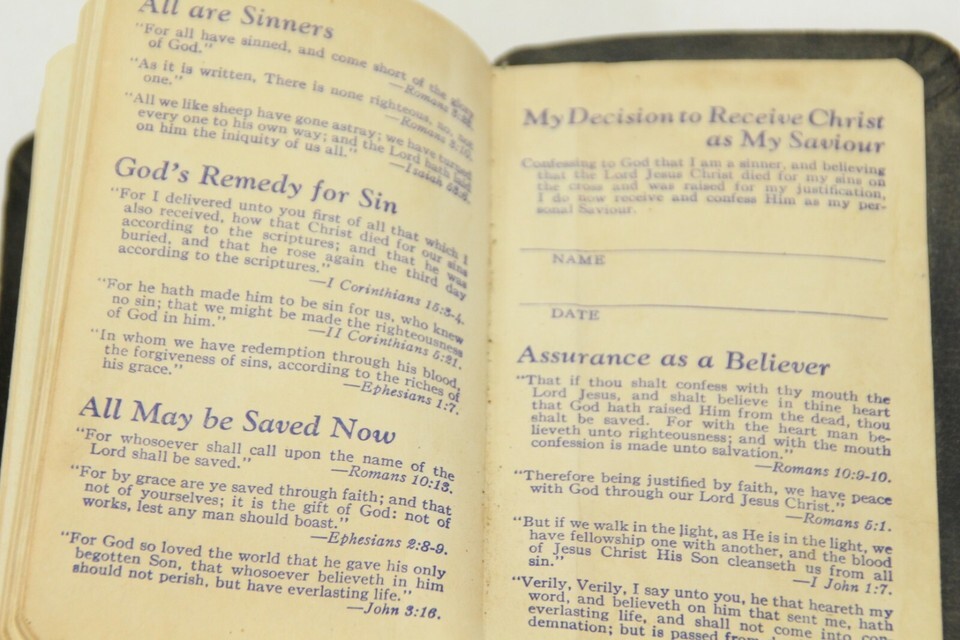 All are Sinners
"For all have sinned, and come short of the glory
of God."
—Romans 3:23.
"As it is written, There is none righteous, no, not
one."
—Romans 3:10.
"All we like sheep have gone astray; we have turned
every one to his own way; and the Lord hath laid
on him the iniquity of us all."
—Isaiah 53:6.
God's Remedy for Sin
"For I delivered unto you first of all that which I
also received, how that Christ died for our sins
according to the scriptures; and that he was
buried, and that he rose again the third day
according to the scriptures."
—I Corinthians 15:3-4.
"For he hath made him to be sin for us, who knew
no sin; that we might be made the righteousness
of God in him."
—11 Corinthians 5:21.
"In whom we have redemption through his blood,
the forgiveness of sins, according to the riches of
his grace."
—Ephesians 1:7.
All May be Saved Now
"For whosoever shall call upon the name of the
Lord shall be saved."
—Romans 10:13.
"For by grace are ye saved through faith; and that
not of yourselves; it is the gift of God: not of
works, lest any man should boast."
—Ephesians 2:8-9.
"For God so loved the world that he gave his only
begotten Son, that whosoever believeth in him
should not perish, but have everlasting life."
—John 3:16.
My Decision to Receive Christ
as My Saviour
Confessing to God that I am a sinner, and believing
that the Lord Jesus Christ died for my sins on
the cross and was raised for my justification,
I do now receive and confess Him as my per-
sonal Saviour.
NAME
DATE
Assurance as a Believer
"That if thou shalt confess with thy mouth the
Lord Jesus, and shalt believe in thine heart
that God hath raised Him from the dead, thou
shalt be saved. For with the heart man be-
lieveth unto righteousness; and with the mouth
confession is made unto salvation."
—Romans 10:9-10.
"Therefore being justified by faith, we have peace
with God through our Lord Jesus Christ."
—Romans 5:1.
"But if we walk in the light, as He is in the light, we
have fellowship one with another, and the blood
of Jesus Christ His Son cleanseth us from all
sin."
—I John 1:7.
"Verily, Verily, I say unto you, he that heareth my
word, and believeth on him that sent me, hath
everlasting life, and shall not come into con-
demnation; but is passed from